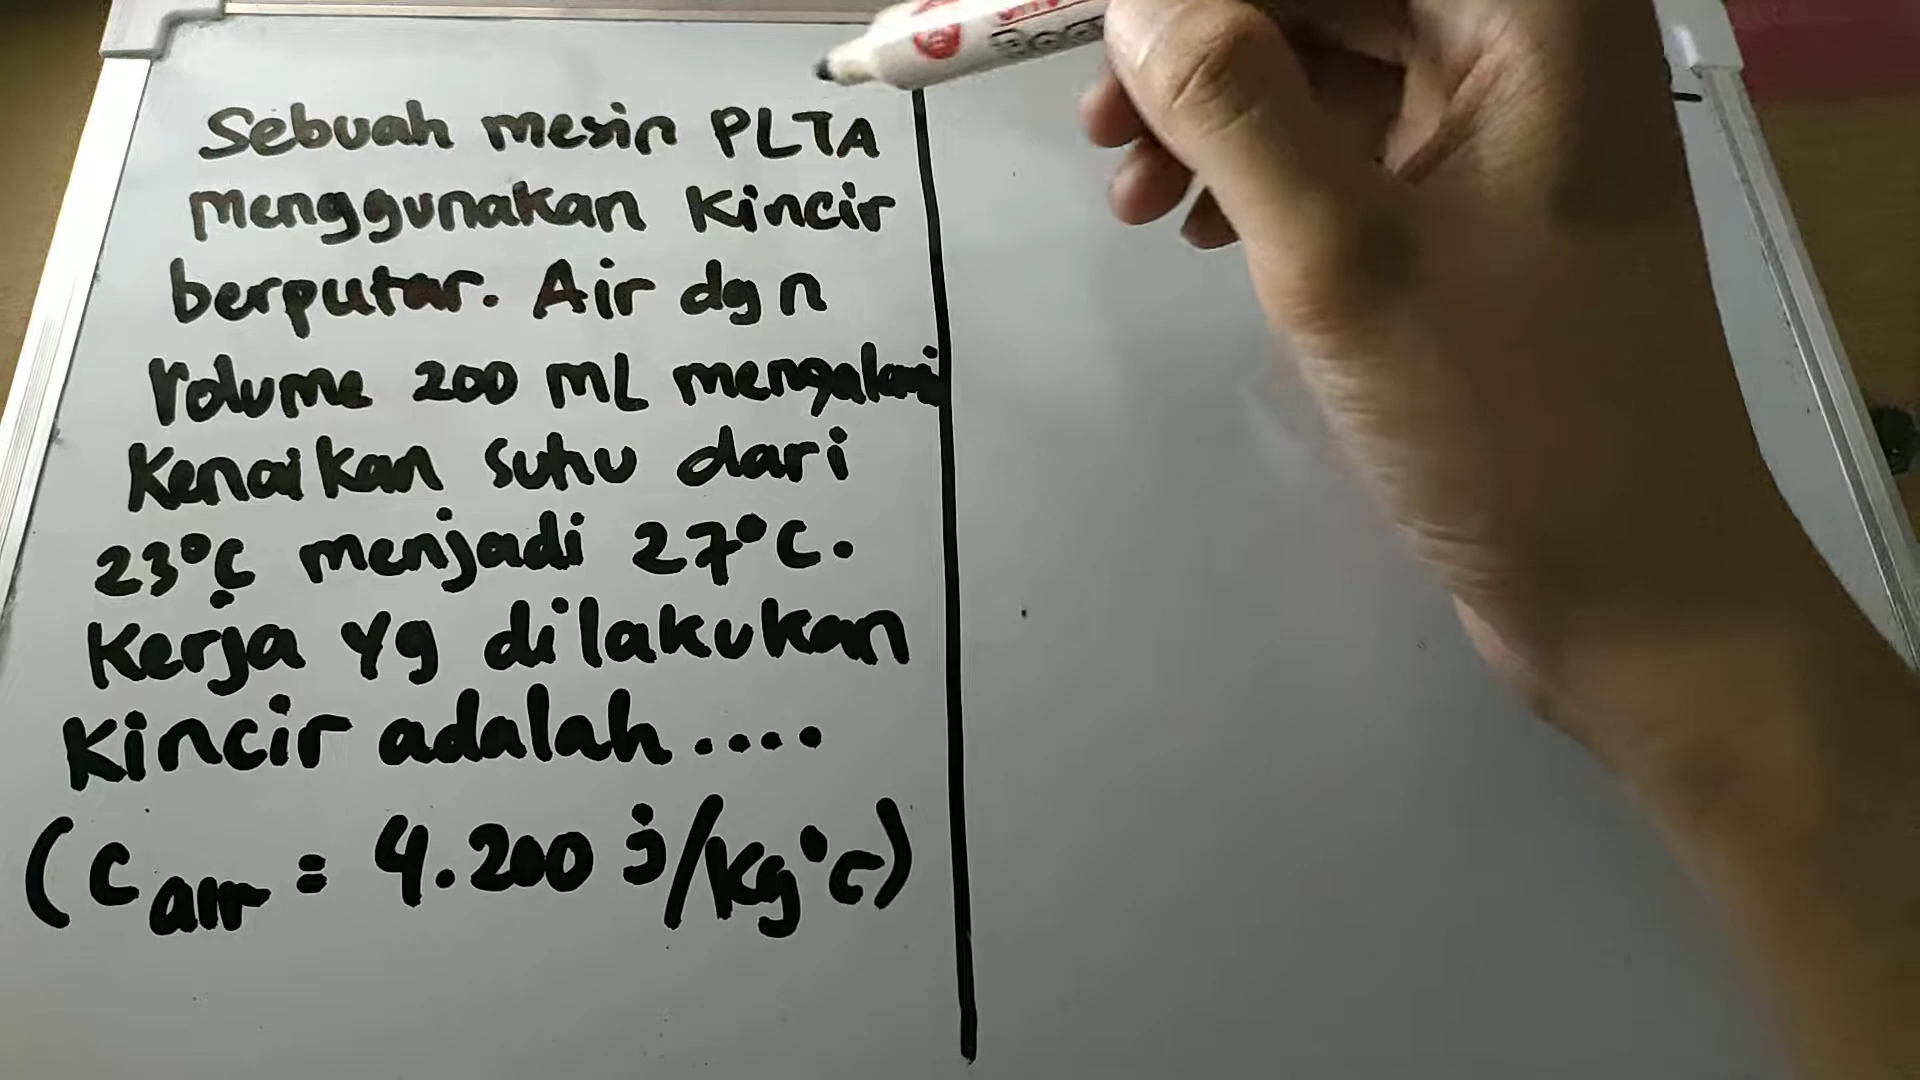 Sebuah mesin PLTA
menggunakan Kincir
berputar. Air dgn
Volume 200 mL mengalami
Kenaikan suhu dari
23°C menjadi 27°C.
Kerja yg dilakukan
Kincir adalah....
(C air = 4.200 j/kg°C)